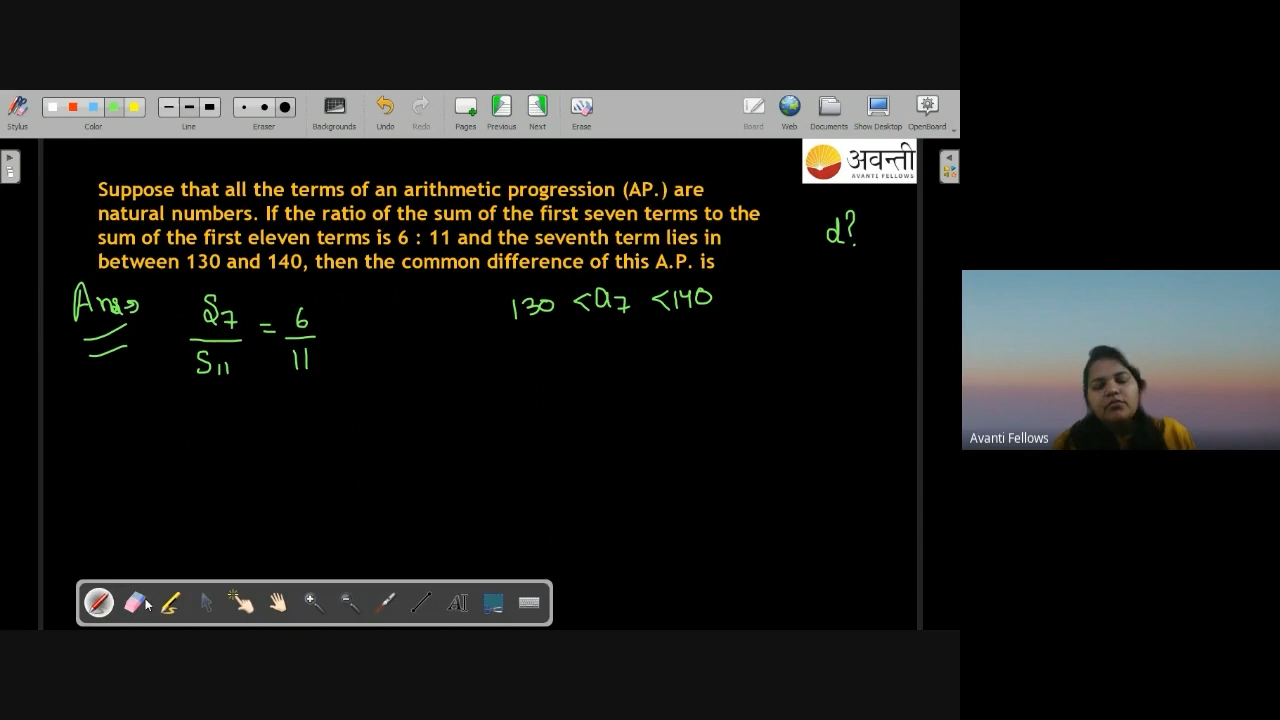 Stylus
Color
Line
Eraser
Backgrounds
Undo
Redo
Pages
Previous
Next
Erase
Board
Web
Documents
Show Desktop
OpenBoard
अवन्ती
AVANTI FELLOWS
Suppose that all the terms of an arithmetic progression (AP.) are
natural numbers. If the ratio of the sum of the first seven terms to the
sum of the first eleven terms is 6 : 11 and the seventh term lies in
between 130 and 140, then the common difference of this A.P. is
d?
Ans→
S7/S11 = 6/11
130 < a7 < 140
AI
Avanti Fellows